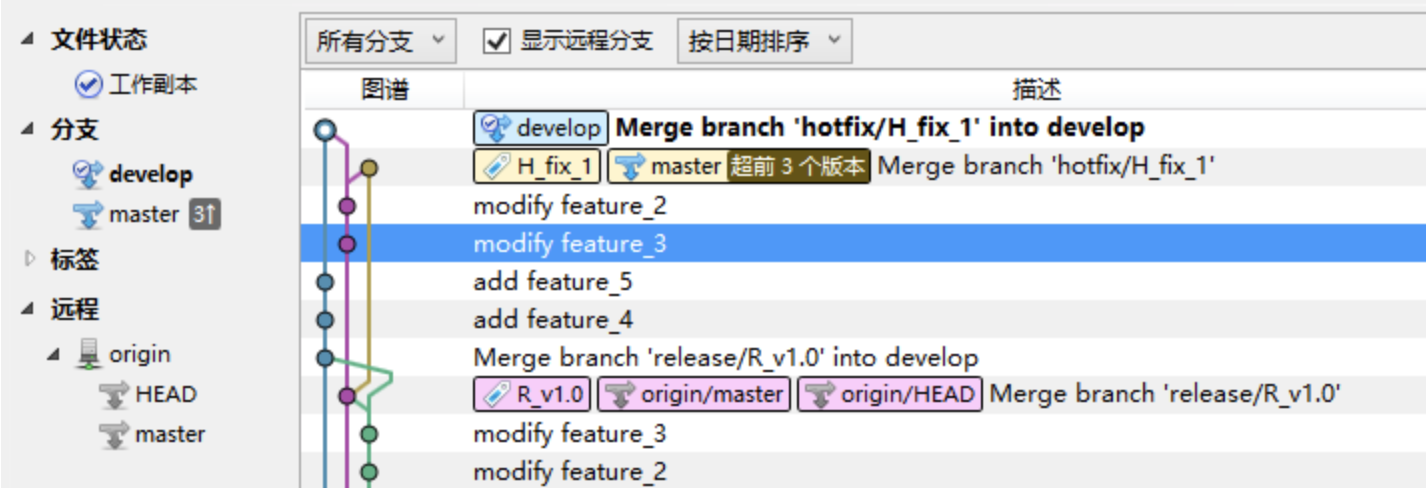 文件状态
工作副本
分支
develop
master 3↑
标签
远程
origin
HEAD
master
所有分支 显示远程分支 按日期排序
图谱 描述
develop Merge branch 'hotfix/H_fix_1' into develop
H_fix_1 master 超前 3 个版本 Merge branch 'hotfix/H_fix_1'
modify feature_2
modify feature_3
add feature_5
add feature_4
Merge branch 'release/R_v1.0' into develop
R_v1.0 origin/master origin/HEAD Merge branch 'release/R_v1.0'
modify feature_3
modify feature_2